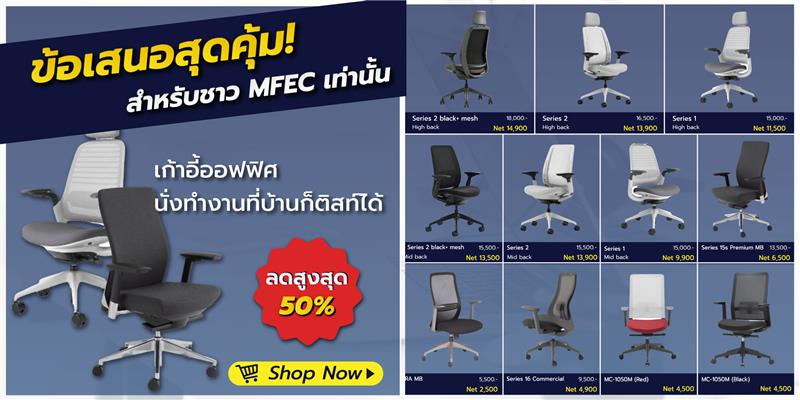 ข้อเสนอสุดคุ้ม!
สำหรับชาว MFEC เท่านั้น
เก้าอี้ออฟฟิศ
นั่งทำงานที่บ้านก็ติสท์ได้
ลดสูงสุด
50%
Shop Now
Series 2 black+ mesh 18,000.-
High back Net 14,900
Series 2 16,500.-
High back Net 13,900
Series 1 15,000.-
High back Net 11,500
Series 2 black+ mesh 15,500.-
Mid back Net 13,500
Series 2 15,500.-
Mid back Net 13,900
Series 1 15,000.-
Mid back Net 9,900
Series 15s Premium MB 13,500.-
Net 6,500
RA MB 5,500.-
Net 2,500
Series 16 Commercial 9,500.-
Net 4,900
MC-1050M (Red)
Net 4,500
MC-1050M (Black)
Net 4,500